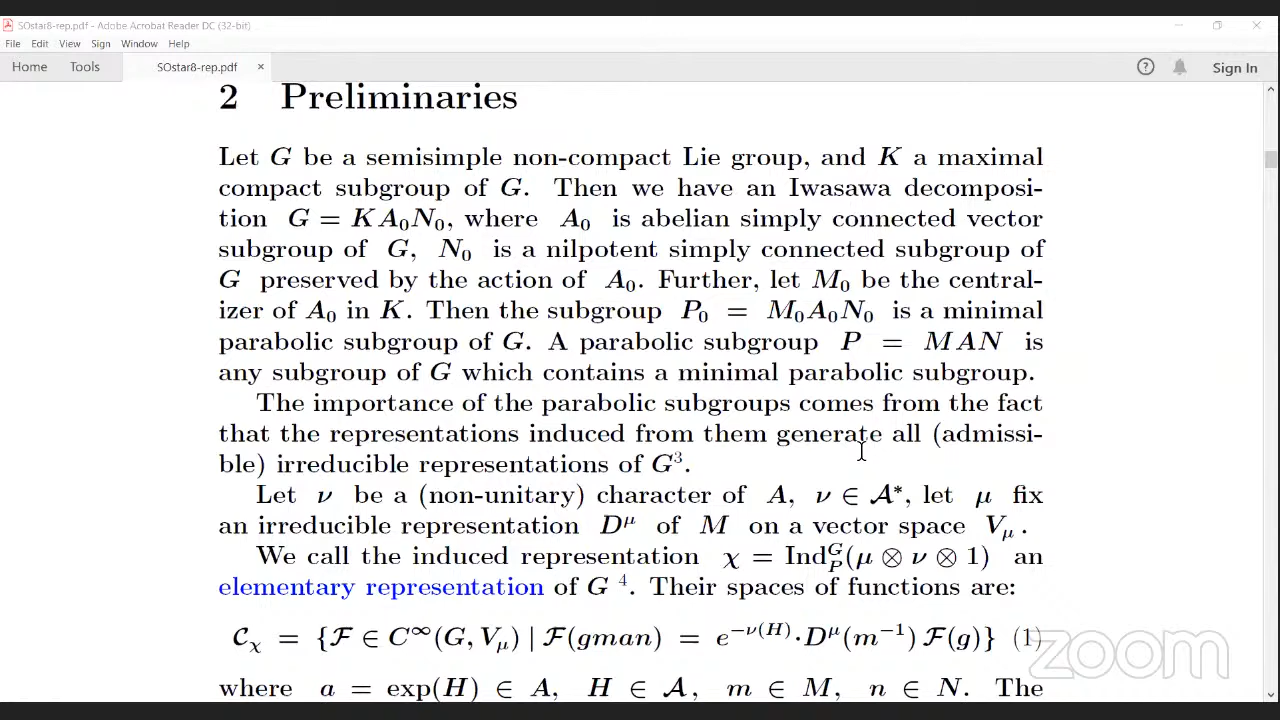 SOstar8-rep.pdf - Adobe Acrobat Reader DC (32-bit)
File Edit View Sign Window Help
Home Tools SOstar8-rep.pdf × Sign In
2 Preliminaries
Let G be a semisimple non-compact Lie group, and K a maximal
compact subgroup of G. Then we have an Iwasawa decomposi-
tion G = KA₀N₀, where A₀ is abelian simply connected vector
subgroup of G, N₀ is a nilpotent simply connected subgroup of
G preserved by the action of A₀. Further, let M₀ be the central-
izer of A₀ in K. Then the subgroup P₀ = M₀A₀N₀ is a minimal
parabolic subgroup of G. A parabolic subgroup P = MAN is
any subgroup of G which contains a minimal parabolic subgroup.
The importance of the parabolic subgroups comes from the fact
that the representations induced from them generate all (admissi-
ble) irreducible representations of G³.
Let ν be a (non-unitary) character of A, ν ∈ 𝒜*, let μ fix
an irreducible representation D^μ of M on a vector space V_μ.
We call the induced representation χ = Ind_P^G(μ ⊗ ν ⊗ 1) an
elementary representation of G ⁴. Their spaces of functions are:
𝒞_χ = {ℱ ∈ C^∞(G, V_μ) | ℱ(gman) = e^{−ν(H)}·D^μ(m^{−1}) ℱ(g)} (1)
where a = exp(H) ∈ A, H ∈ 𝒜, m ∈ M, n ∈ N. The
zoom